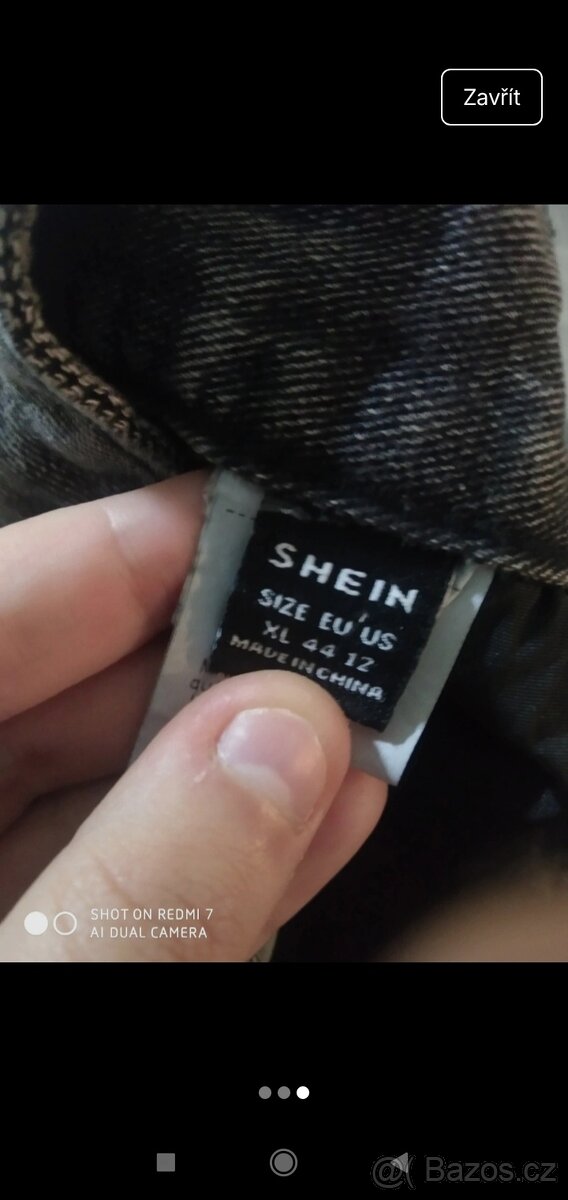 Zavřít
SHEIN
SIZE EU US
XL 44 12
MADE IN CHINA
SHOT ON REDMI 7
AI DUAL CAMERA
@ Bazos.cz